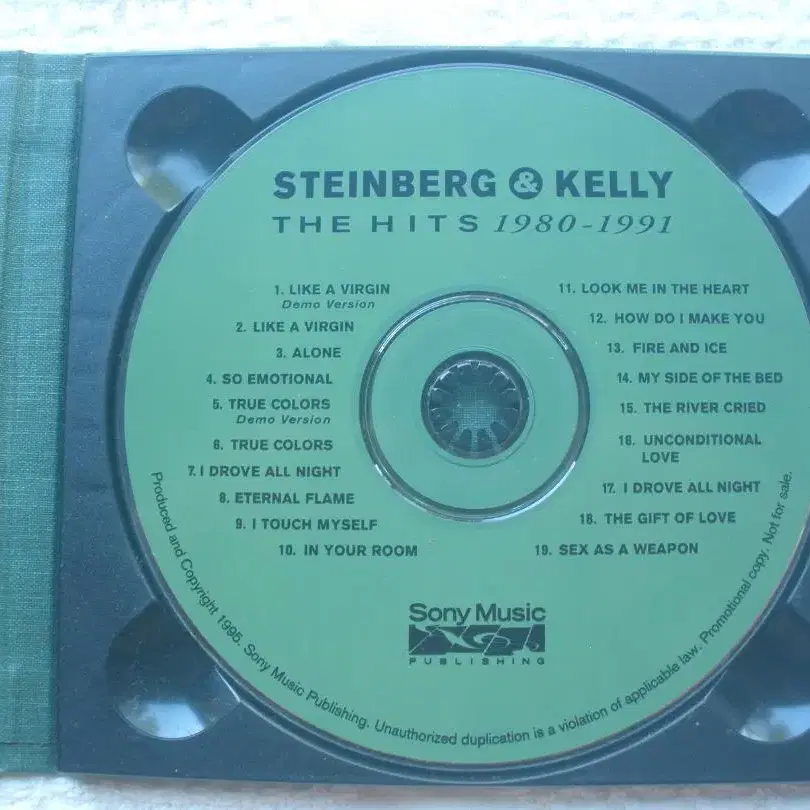 STEINBERG & KELLY
THE HITS 1980-1991
1. LIKE A VIRGIN
Demo Version
2. LIKE A VIRGIN
3. ALONE
4. SO EMOTIONAL
5. TRUE COLORS
Demo Version
6. TRUE COLORS
7. I DROVE ALL NIGHT
8. ETERNAL FLAME
9. I TOUCH MYSELF
10. IN YOUR ROOM
11. LOOK ME IN THE HEART
12. HOW DO I MAKE YOU
13. FIRE AND ICE
14. MY SIDE OF THE BED
15. THE RIVER CRIED
16. UNCONDITIONAL
LOVE
17. I DROVE ALL NIGHT
18. THE GIFT OF LOVE
19. SEX AS A WEAPON
Sony Music
PUBLISHING
Produced and Copyright 1995. Sony Music Publishing. Unauthorized duplication is a violation of applicable law. Promotional copy. Not for sale.